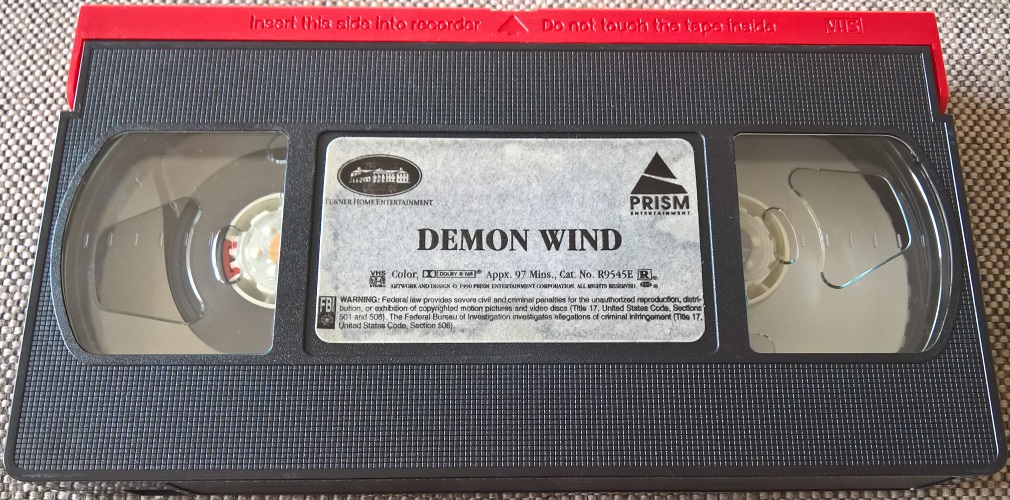 Insert this side into recorder Do not touch the tape inside VHS
TURNER HOME ENTERTAINMENT
PRISM
ENTERTAINMENT
DEMON WIND
VHS Color, DOLBY B NR® Appx. 97 Mins., Cat. No. R9545E R
ARTWORK AND DESIGN © 1990 PRISM ENTERTAINMENT CORPORATION. ALL RIGHTS RESERVED.
FBI WARNING: Federal law provides severe civil and criminal penalties for the unauthorized reproduction, distri-
bution, or exhibition of copyrighted motion pictures and video discs (Title 17, United States Code, Sections
501 and 506). The Federal Bureau of Investigation investigates allegations of criminal infringement (Title 17,
United States Code, Section 506).